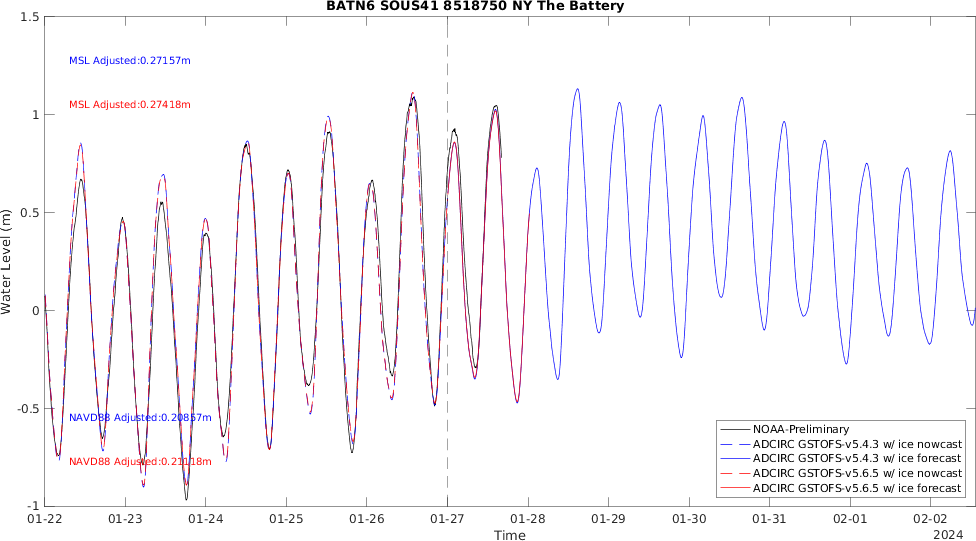 BATN6 SOUS41 8518750 NY The Battery
1.5
1
0.5
0
-0.5
-1
Water Level (m)
MSL Adjusted:0.27157m
MSL Adjusted:0.27418m
NAVD88 Adjusted:0.20857m
NAVD88 Adjusted:0.21118m
NOAA-Preliminary
ADCIRC GSTOFS-v5.4.3 w/ ice nowcast
ADCIRC GSTOFS-v5.4.3 w/ ice forecast
ADCIRC GSTOFS-v5.6.5 w/ ice nowcast
ADCIRC GSTOFS-v5.6.5 w/ ice forecast
01-22 01-23 01-24 01-25 01-26 01-27 01-28 01-29 01-30 01-31 02-01 02-02
Time
2024